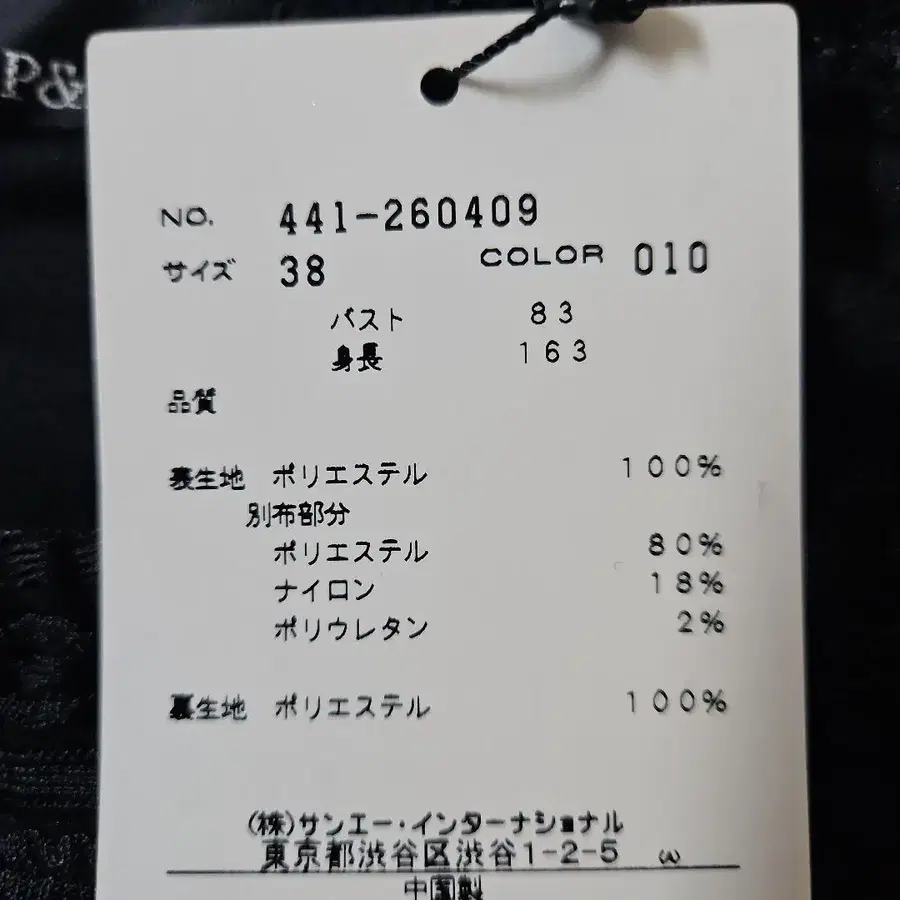 P&
NO. 441-260409
サイズ 38 COLOR 010
バスト 83
身長 163
品質
表生地 ポリエステル 100%
別布部分
ポリエステル 80%
ナイロン 18%
ポリウレタン 2%
裏生地 ポリエステル 100%
(株)サンエー・インターナショナル
東京都渋谷区渋谷1-2-5 ω
中国製